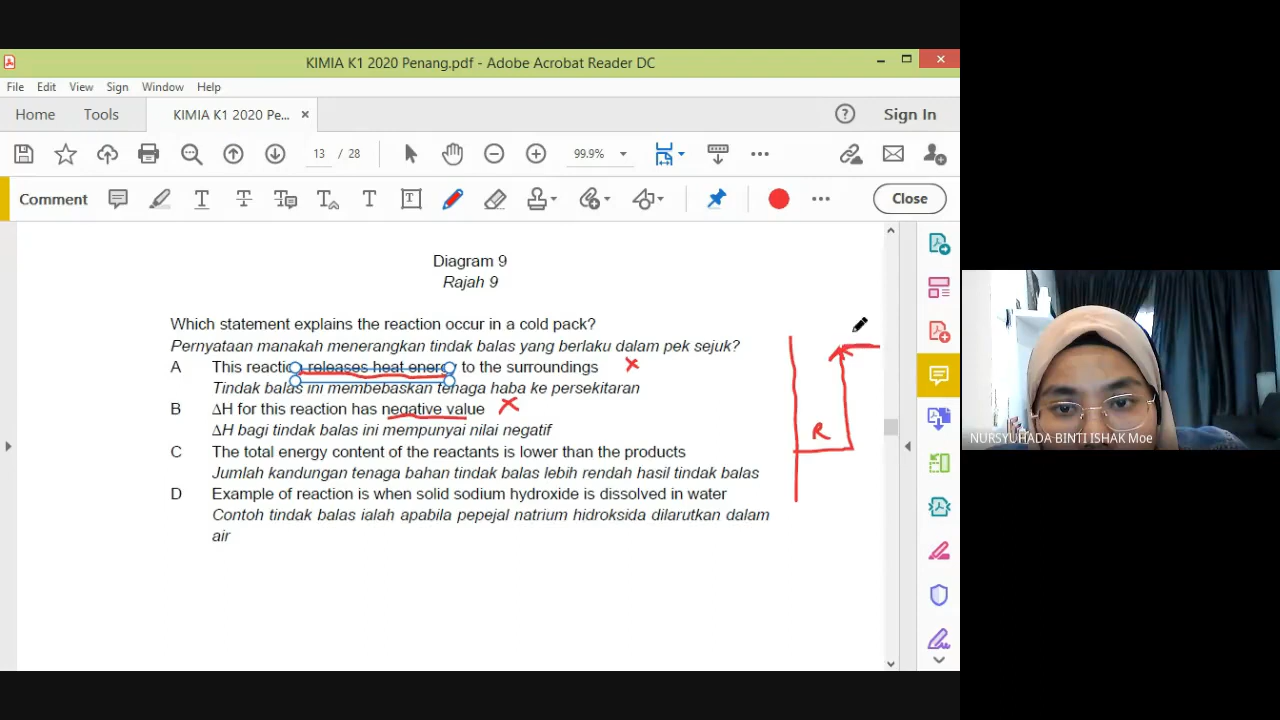 KIMIA K1 2020 Penang.pdf - Adobe Acrobat Reader DC
File Edit View Sign Window Help
Home Tools KIMIA K1 2020 Pe... × Sign In
13 / 28 99.9%
Comment Close
Diagram 9
Rajah 9
Which statement explains the reaction occur in a cold pack?
Pernyataan manakah menerangkan tindak balas yang berlaku dalam pek sejuk?
A This reaction releases heat energy to the surroundings ×
Tindak balas ini membebaskan tenaga haba ke persekitaran
B ΔH for this reaction has negative value ×
ΔH bagi tindak balas ini mempunyai nilai negatif
R
C The total energy content of the reactants is lower than the products
Jumlah kandungan tenaga bahan tindak balas lebih rendah hasil tindak balas
D Example of reaction is when solid sodium hydroxide is dissolved in water
Contoh tindak balas ialah apabila pepejal natrium hidroksida dilarutkan dalam
air
NURSYUHADA BINTI ISHAK Moe